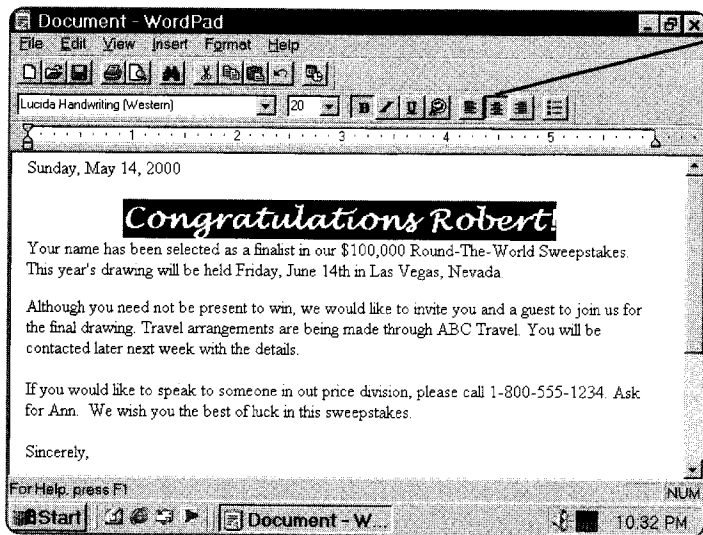 Document - WordPad
File Edit View Insert Format Help
Lucida Handwriting (Western) 20 B / U
1 2 3 4 5
Sunday, May 14, 2000
Congratulations Robert!
Your name has been selected as a finalist in our $100,000 Round-The-World Sweepstakes.
This year's drawing will be held Friday, June 14th in Las Vegas, Nevada
Although you need not be present to win, we would like to invite you and a guest to join us for
the final drawing. Travel arrangements are being made through ABC Travel. You will be
contacted later next week with the details.
If you would like to speak to someone in out price division, please call 1-800-555-1234. Ask
for Ann. We wish you the best of luck in this sweepstakes.
Sincerely,
For Help, press F1
NUM
Start Document - W... 10:32 PM